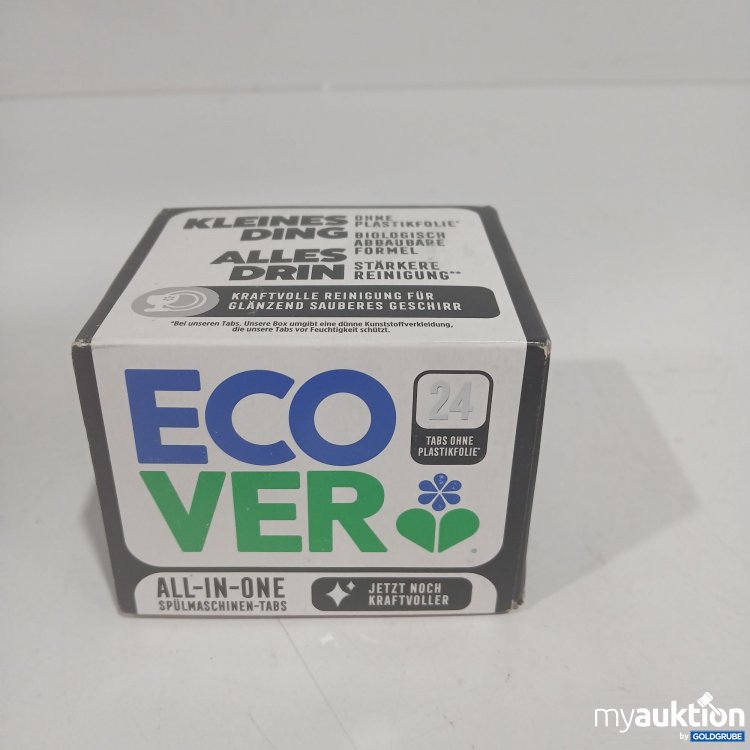 KLEINES
DING
ALLES
DRIN
OHNE
PLASTIKFOLIE*
BIOLOGISCH
ABBAUBARE
FORMEL
STÄRKERE
REINIGUNG**
KRAFTVOLLE REINIGUNG FÜR
GLÄNZEND SAUBERES GESCHIRR
*Bei unseren Tabs. Unsere Box umgibt eine dünne Kunststoffverkleidung,
die unsere Tabs vor Feuchtigkeit schützt.
ECO
VER
24
TABS OHNE
PLASTIKFOLIE*
ALL-IN-ONE
SPÜLMASCHINEN-TABS
JETZT NOCH
KRAFTVOLLER
myauktion
by GOLDGRUBE